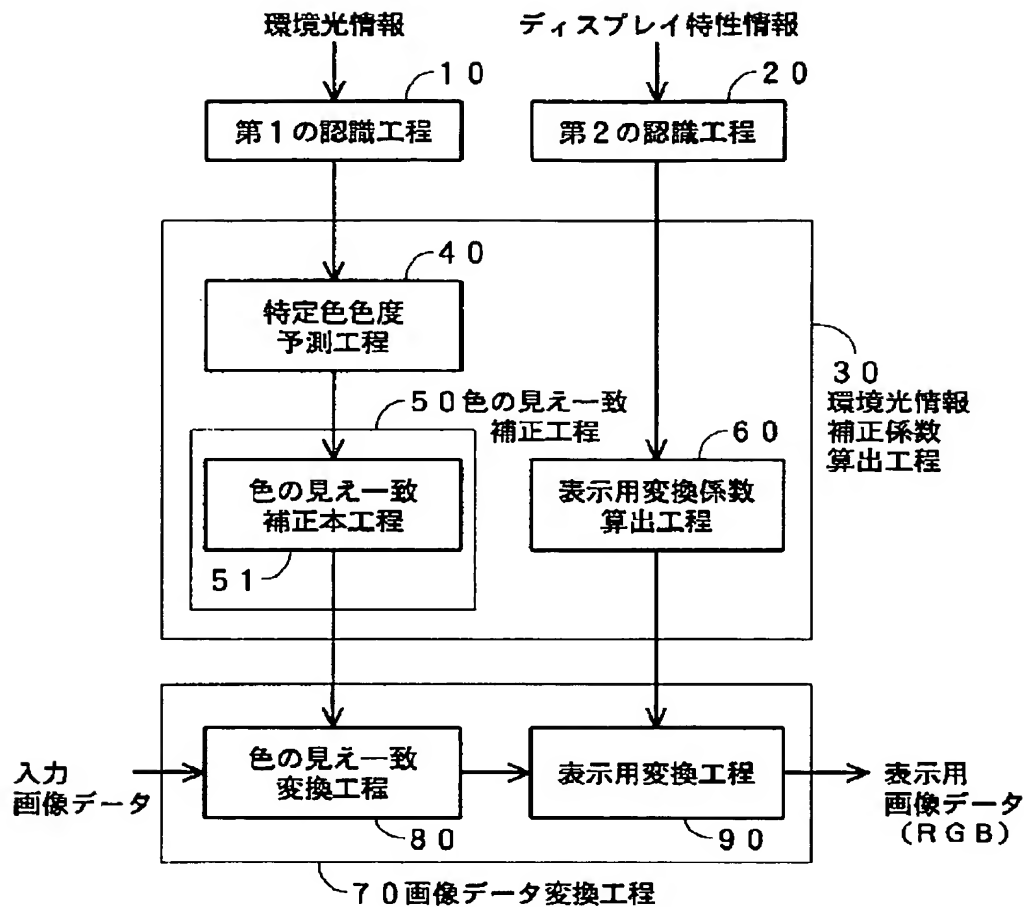 環境光情報
ディスプレイ特性情報
10
20
第1の認識工程
第2の認識工程
40
特定色色度
予測工程
30
環境光情報
補正係数
算出工程
50色の見え一致
補正工程
60
色の見え一致
補正本工程
表示用変換係数
算出工程
51
入力
画像データ
色の見え一致
変換工程
表示用変換工程
表示用
画像データ
(RGB)
80
90
70画像データ変換工程